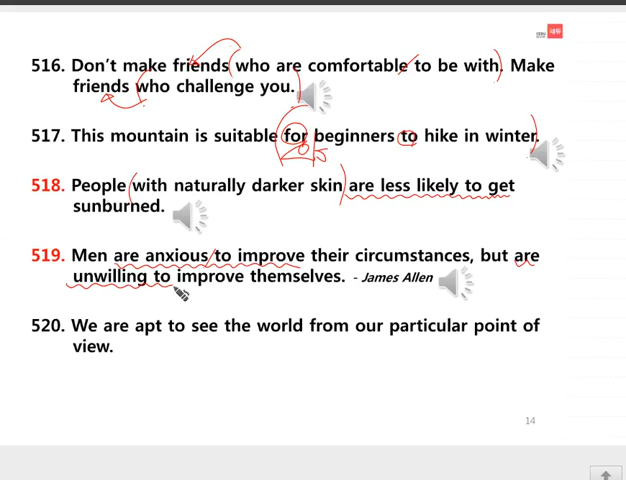 재뉴
516. Don't make friends who are comfortable to be with. Make
friends who challenge you.
517. This mountain is suitable for beginners to hike in winter.
518. People with naturally darker skin are less likely to get
sunburned.
519. Men are anxious to improve their circumstances, but are
unwilling to improve themselves. - James Allen
520. We are apt to see the world from our particular point of
view.
14